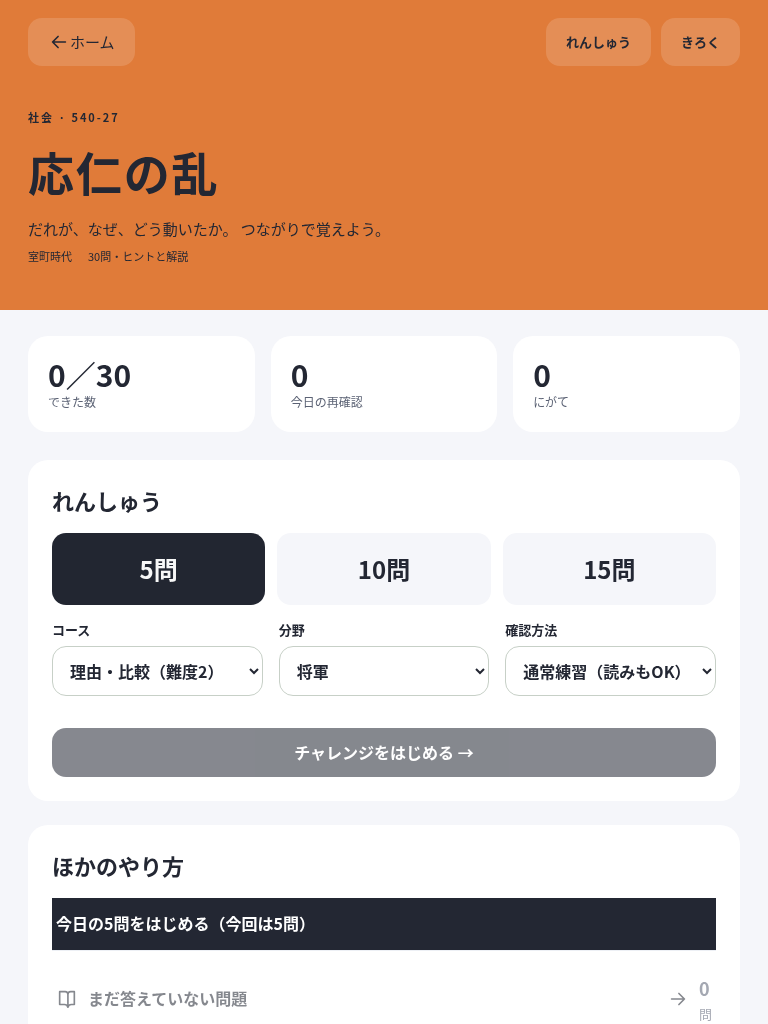 ← ホーム
れんしゅう
きろく
社会 · 540-27
応仁の乱
だれが、なぜ、どう動いたか。つながりで覚えよう。
室町時代 30問・ヒントと解説
0／30
できた数
0
今日の再確認
0
にがて
れんしゅう
5問
10問
15問
コース
分野
確認方法
理由・比較（難度2）
将軍
通常練習（読みもOK）
チャレンジをはじめる →
ほかのやり方
今日の5問をはじめる（今回は5問）
まだ答えていない問題
→
0
問